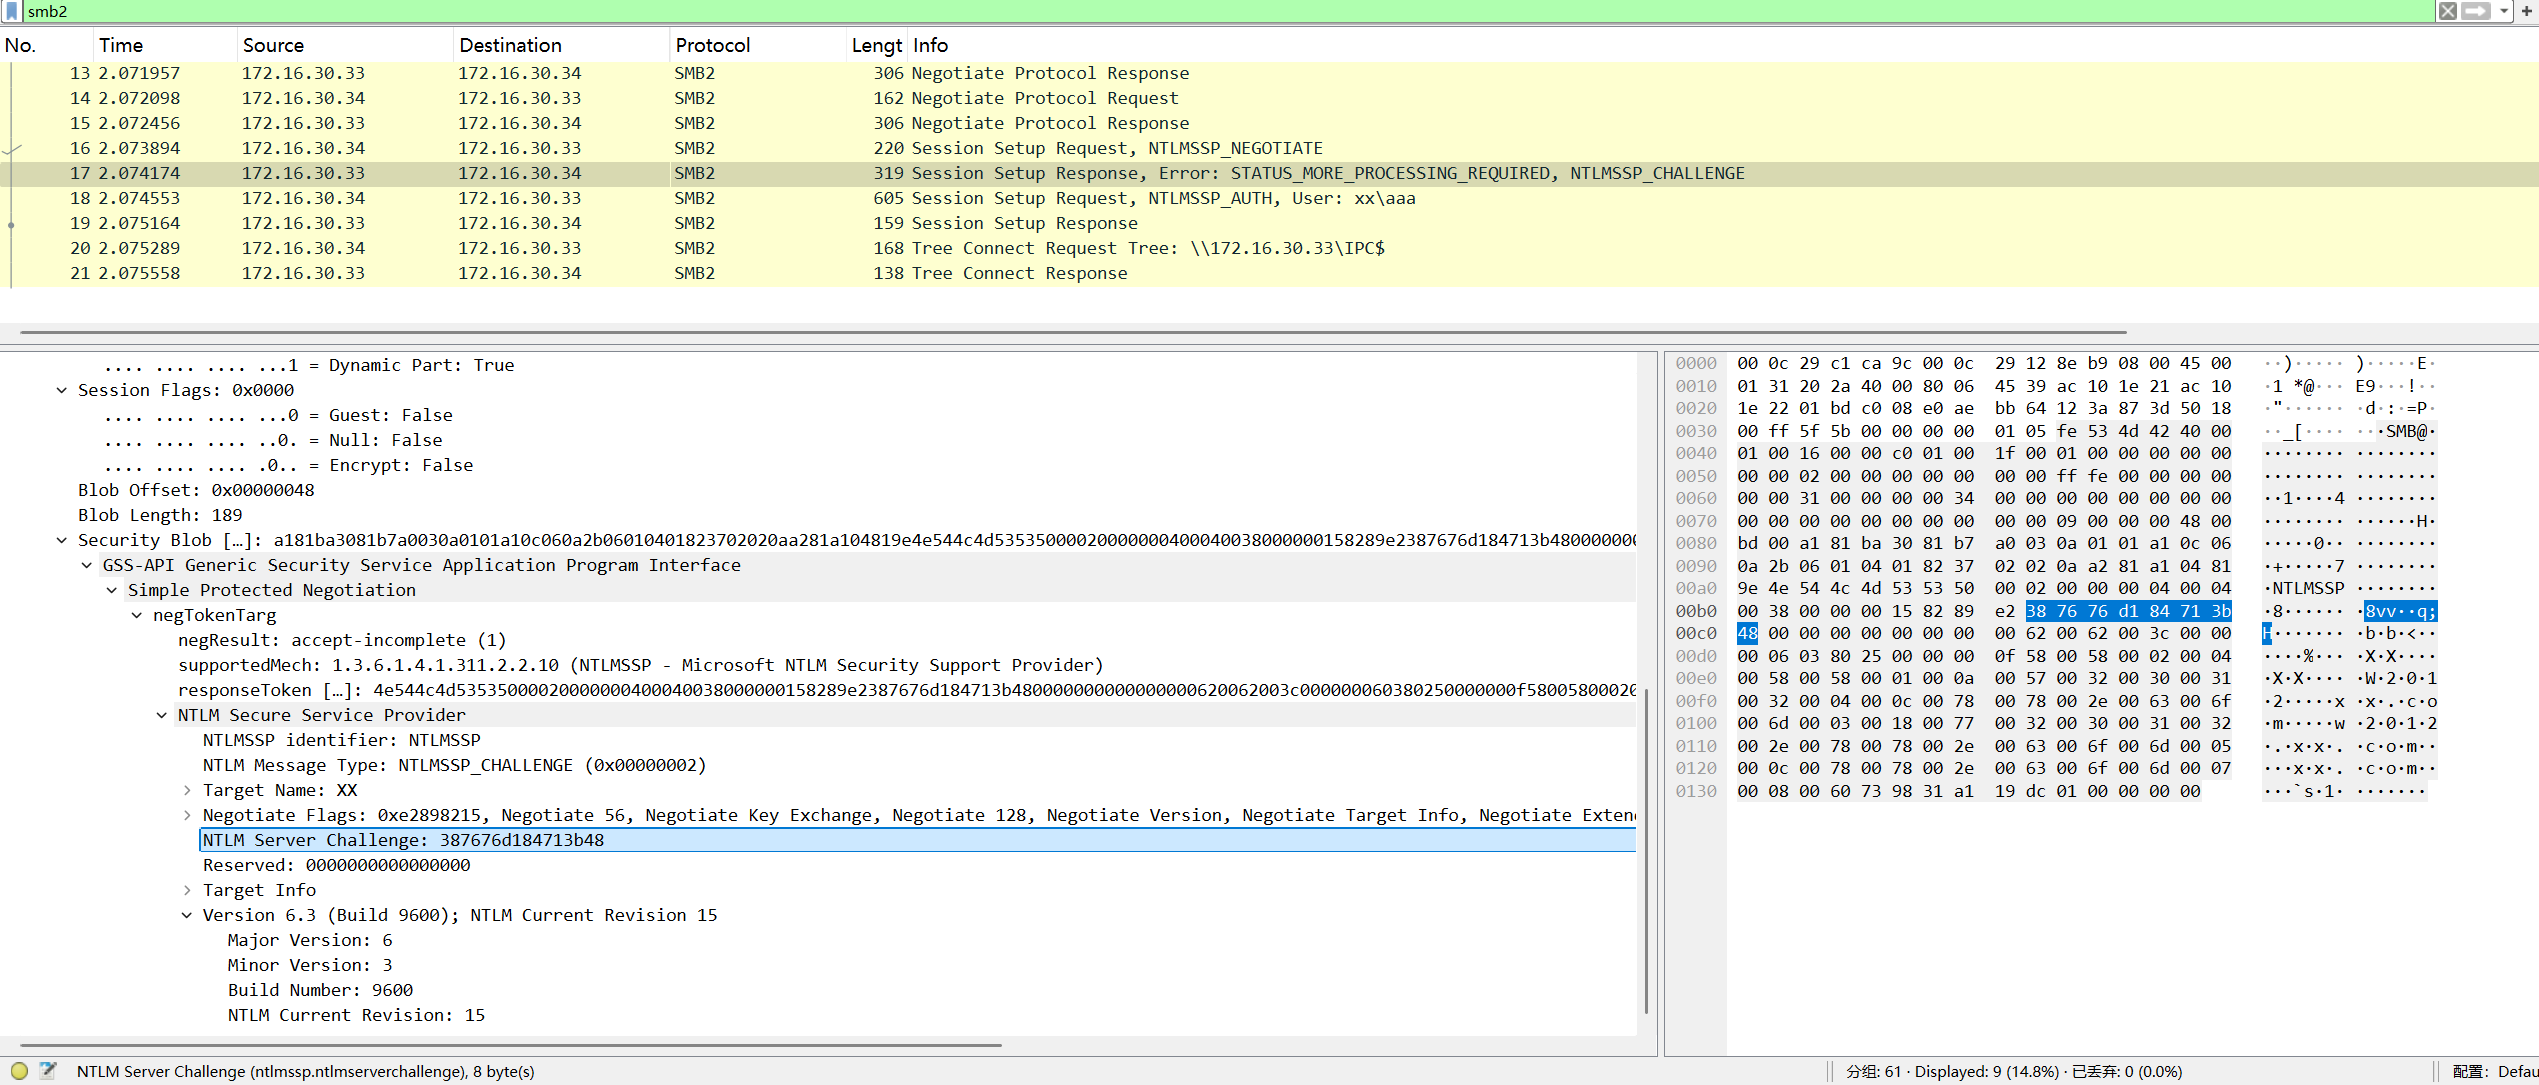 smb2
No. Time Source Destination Protocol Lengt Info
13 2.071957 172.16.30.33 172.16.30.34 SMB2 306 Negotiate Protocol Response
14 2.072098 172.16.30.34 172.16.30.33 SMB2 162 Negotiate Protocol Request
15 2.072456 172.16.30.33 172.16.30.34 SMB2 306 Negotiate Protocol Response
16 2.073894 172.16.30.34 172.16.30.33 SMB2 220 Session Setup Request, NTLMSSP_NEGOTIATE
17 2.074174 172.16.30.33 172.16.30.34 SMB2 319 Session Setup Response, Error: STATUS_MORE_PROCESSING_REQUIRED, NTLMSSP_CHALLENGE
18 2.074553 172.16.30.34 172.16.30.33 SMB2 605 Session Setup Request, NTLMSSP_AUTH, User: xx\aaa
19 2.075164 172.16.30.33 172.16.30.34 SMB2 159 Session Setup Response
20 2.075289 172.16.30.34 172.16.30.33 SMB2 168 Tree Connect Request Tree: \\172.16.30.33\IPC$
21 2.075558 172.16.30.33 172.16.30.34 SMB2 138 Tree Connect Response
.... .... .... ...1 = Dynamic Part: True
Session Flags: 0x0000
.... .... .... ...0 = Guest: False
.... .... .... ..0. = Null: False
.... .... .... .0.. = Encrypt: False
Blob Offset: 0x00000048
Blob Length: 189
Security Blob […]: a181ba3081b7a0030a0101a10c060a2b06010401823702020aa281a104819e4e544c4d53535000020000000400040038000000158289e2387676d184713b480000000
GSS-API Generic Security Service Application Program Interface
Simple Protected Negotiation
negTokenTarg
negResult: accept-incomplete (1)
supportedMech: 1.3.6.1.4.1.311.2.2.10 (NTLMSSP - Microsoft NTLM Security Support Provider)
responseToken […]: 4e544c4d53535000020000000400040038000000158289e2387676d184713b480000000000000000620062003c0000000603802500000​00f580058000200
NTLM Secure Service Provider
NTLMSSP identifier: NTLMSSP
NTLM Message Type: NTLMSSP_CHALLENGE (0x00000002)
Target Name: XX
Negotiate Flags: 0xe2898215, Negotiate 56, Negotiate Key Exchange, Negotiate 128, Negotiate Version, Negotiate Target Info, Negotiate Exten
NTLM Server Challenge: 387676d184713b48
Reserved: 0000000000000000
Target Info
Version 6.3 (Build 9600); NTLM Current Revision 15
Major Version: 6
Minor Version: 3
Build Number: 9600
NTLM Current Revision: 15
0000 00 0c 29 c1 ca 9c 00 0c 29 12 8e b9 08 00 45 00 ··)····· )·····E·
0010 01 31 20 2a 40 00 80 06 45 39 ac 10 1e 21 ac 10 ·1 *@··· E9···!··
0020 1e 22 01 bd c0 08 e0 ae bb 64 12 3a 87 3d 50 18 ·"······ ·d·:·=P·
0030 00 ff 5f 5b 00 00 00 00 01 05 fe 53 4d 42 40 00 ··_[···· ···SMB@·
0040 01 00 16 00 00 c0 01 00 1f 00 01 00 00 00 00 00 ········ ········
0050 00 00 02 00 00 00 00 00 00 00 ff fe 00 00 00 00 ········ ········
0060 00 00 31 00 00 00 00 34 00 00 00 00 00 00 00 00 ··1····4 ········
0070 00 00 00 00 00 00 00 00 00 00 09 00 00 00 48 00 ········ ······H·
0080 bd 00 a1 81 ba 30 81 b7 a0 03 0a 01 01 a1 0c 06 ·····0·· ········
0090 0a 2b 06 01 04 01 82 37 02 02 0a a2 81 a1 04 81 ·+·····7 ········
00a0 9e 4e 54 4c 4d 53 53 50 00 02 00 00 00 04 00 04 ·NTLMSSP ········
00b0 00 38 00 00 00 15 82 89 e2 38 76 76 d1 84 71 3b ·8······ ·8vv··q;
00c0 48 00 00 00 00 00 00 00 00 62 00 62 00 3c 00 00 H······· ·b·b·<··
00d0 00 06 03 80 25 00 00 00 0f 58 00 58 00 02 00 04 ····%··· ·X·X····
00e0 00 58 00 58 00 01 00 0a 00 57 00 32 00 30 00 31 ·X·X···· ·W·2·0·1
00f0 00 32 00 04 00 0c 00 78 00 78 00 2e 00 63 00 6f ·2·····x ·x·.·c·o
0100 00 6d 00 03 00 18 00 77 00 32 00 30 00 31 00 32 ·m·····w ·2·0·1·2
0110 00 2e 00 78 00 78 00 2e 00 63 00 6f 00 6d 00 05 ·.·x·x·. ·c·o·m··
0120 00 0c 00 78 00 78 00 2e 00 63 00 6f 00 6d 00 07 ···x·x·. ·c·o·m··
0130 00 08 00 60 73 98 31 a1 19 dc 01 00 00 00 00 ···`s·1· ·······
NTLM Server Challenge (ntlmssp.ntlmserverchallenge), 8 byte(s)
分组: 61 · Displayed: 9 (14.8%) · 已丢弃: 0 (0.0%)
配置: Defau